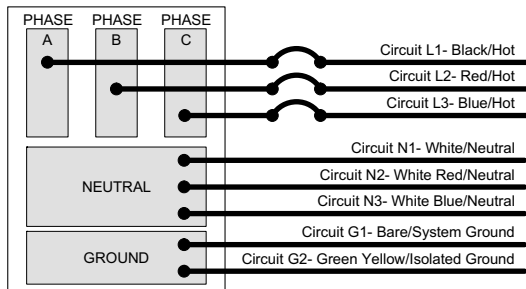 PHASE PHASE PHASE
A B C
Circuit L1- Black/Hot
Circuit L2- Red/Hot
Circuit L3- Blue/Hot
Circuit N1- White/Neutral
NEUTRAL
Circuit N2- White Red/Neutral
Circuit N3- White Blue/Neutral
Circuit G1- Bare/System Ground
GROUND
Circuit G2- Green Yellow/Isolated Ground